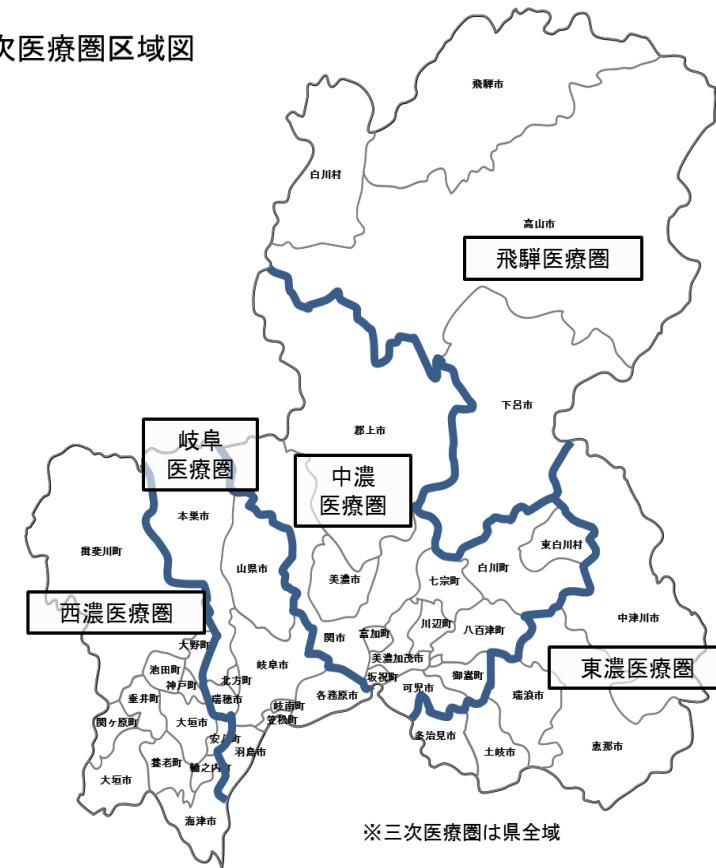 次医療圏区域図
飛騨市
白川村
高山市
飛騨医療圏
下呂市
郡上市
岐阜
医療圏
中濃
医療圏
本巣市
揖斐川町
山県市
美濃市
七宗町
白川町
東白川村
中津川市
西濃医療圏
川辺町
八百津町
富加町
関市
大野町
美濃加茂市
東濃医療圏
池田町
岐阜市
坂祝町
御嵩町
神戸町
北方町
可児市
各務原市
瑞浪市
垂井町
瑞穂市
岐南町
関ヶ原町
大垣市
笠松町
安八町
羽島市
多治見市
土岐市
恵那市
養老町
輪之内町
大垣市
海津市
※三次医療圏は県全域